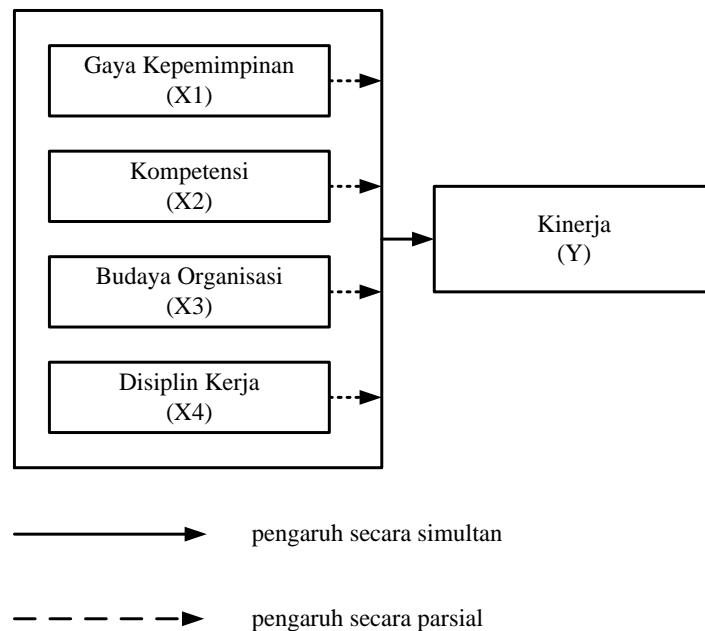 Gaya Kepemimpinan
(X1)
Kompetensi
(X2)
Budaya Organisasi
(X3)
Disiplin Kerja
(X4)
Kinerja
(Y)
pengaruh secara simultan
pengaruh secara parsial